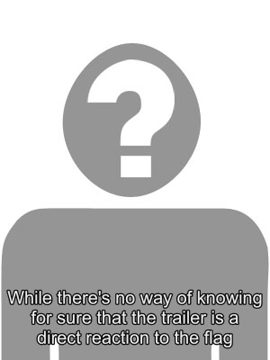 ?
While there's no way of knowing
for sure that the trailer is a
direct reaction to the flag